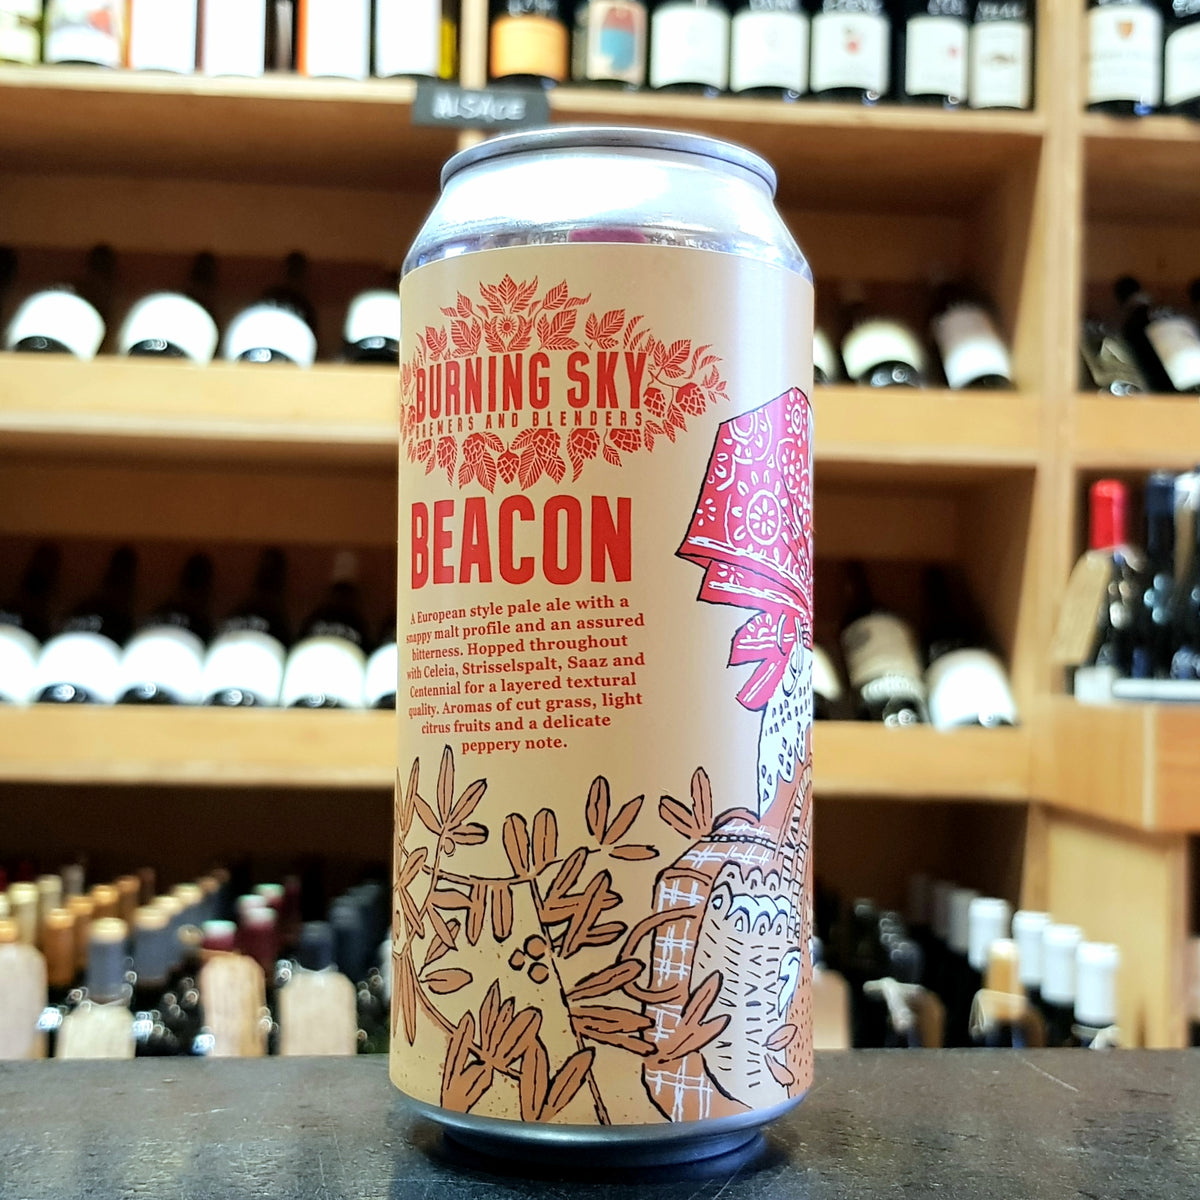 ALSACE
BURNING SKY
BREWERS AND BLENDERS
BEACON
A European style pale ale with a
snappy malt profile and an assured
bitterness. Hopped throughout
with Celeia, Strisselspalt, Saaz and
Centennial for a layered textural
quality. Aromas of cut grass, light
citrus fruits and a delicate
peppery note.